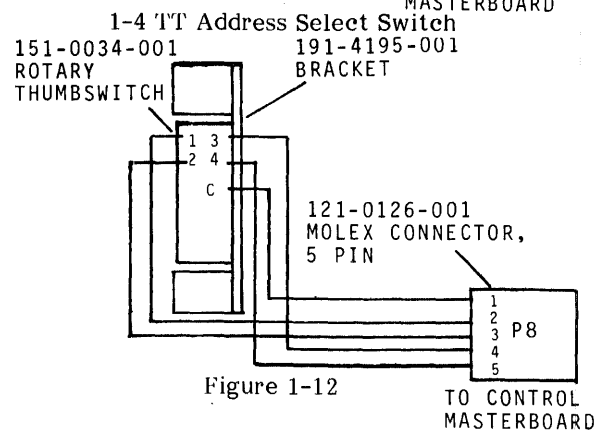 MASTERBOARD
1-4 TT Address Select Switch
151-0034-001
ROTARY
THUMBSWITCH
191-4195-001
BRACKET
1 3
2 4
C
121-0126-001
MOLEX CONNECTOR,
5 PIN
1
2
3
4
5
P8
Figure 1-12
TO CONTROL
MASTERBOARD